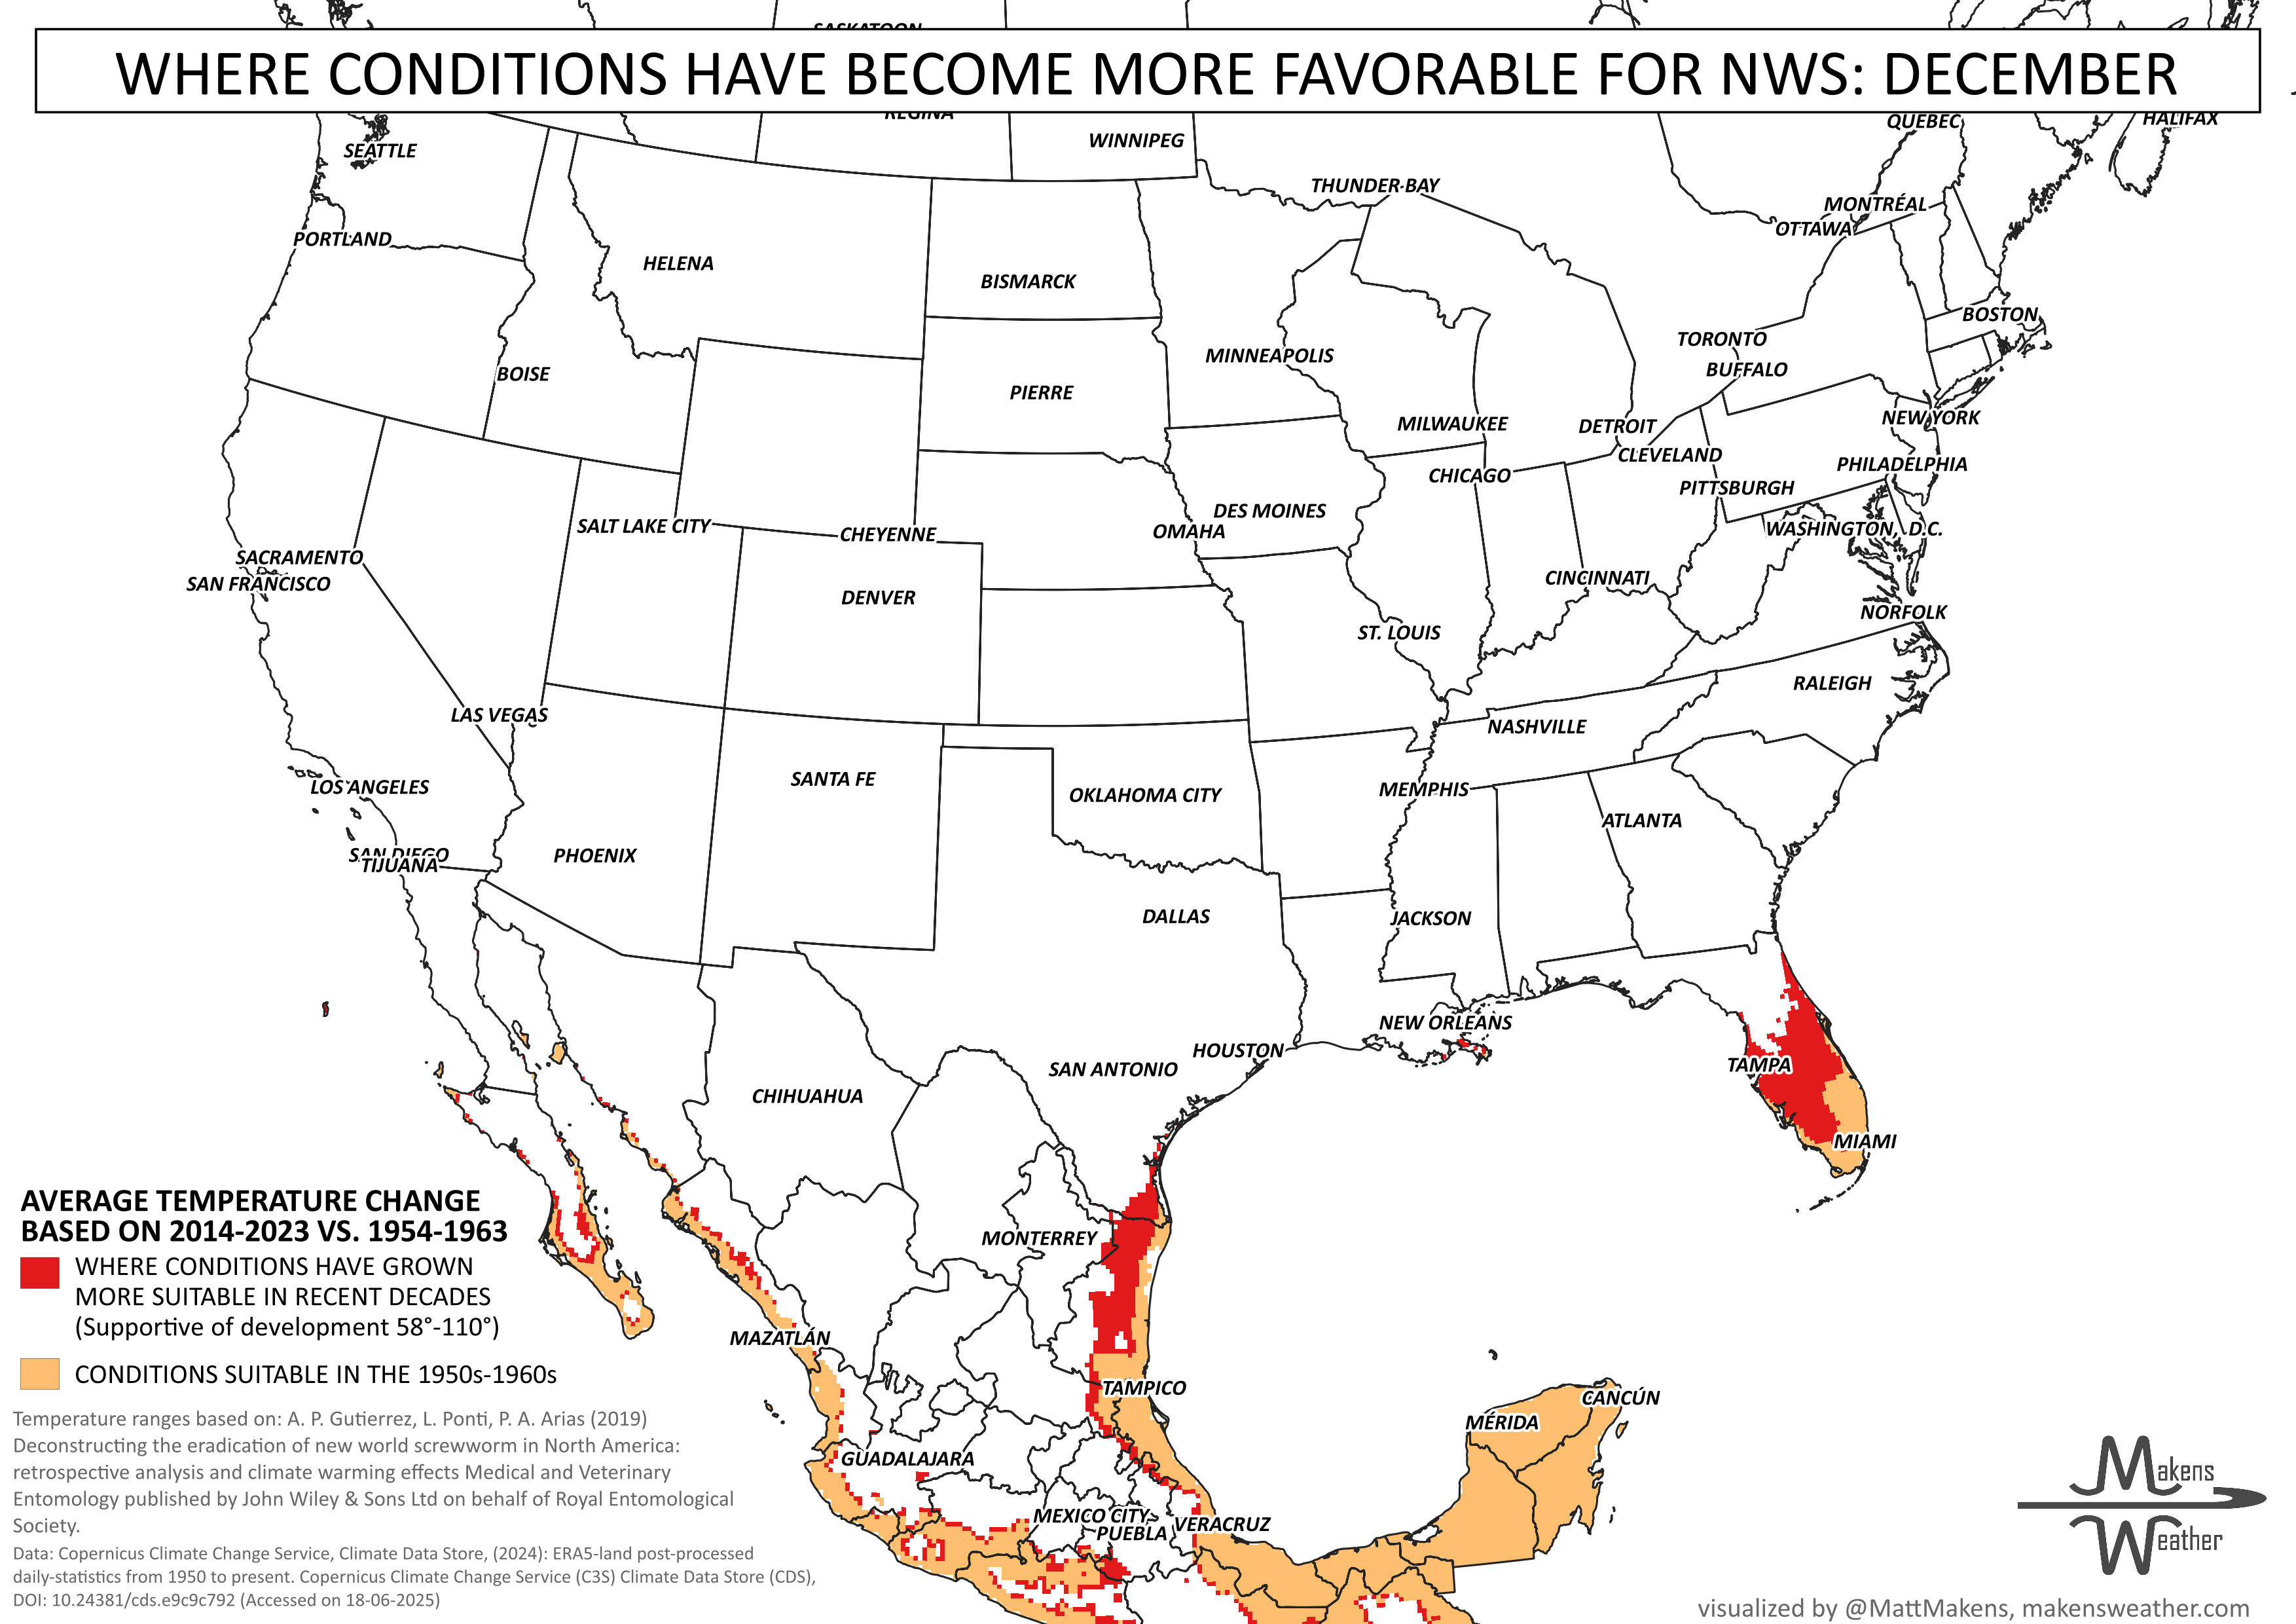 SASKATOON
WHERE CONDITIONS HAVE BECOME MORE FAVORABLE FOR NWS: DECEMBER
REGINA
WINNIPEG
QUEBEC
HALIFAX
SEATTLE
THUNDER BAY
MONTRÉAL
OTTAWA
PORTLAND
HELENA
BISMARCK
BOSTON
TORONTO
MINNEAPOLIS
BUFFALO
BOISE
PIERRE
MILWAUKEE
DETROIT
NEW YORK
CLEVELAND
CHICAGO
PHILADELPHIA
PITTSBURGH
DES MOINES
SALT LAKE CITY
CHEYENNE
OMAHA
WASHINGTON, D.C.
SACRAMENTO
SAN FRANCISCO
CINCINNATI
DENVER
NORFOLK
ST. LOUIS
RALEIGH
LAS VEGAS
NASHVILLE
SANTA FE
LOS ANGELES
MEMPHIS
OKLAHOMA CITY
ATLANTA
SAN DIEGO
TIJUANA
PHOENIX
DALLAS
JACKSON
NEW ORLEANS
HOUSTON
SAN ANTONIO
TAMPA
CHIHUAHUA
MIAMI
MONTERREY
MAZATLÁN
TAMPICO
CANCÚN
MÉRIDA
GUADALAJARA
MEXICO CITY
PUEBLA
VERACRUZ
AVERAGE TEMPERATURE CHANGE
BASED ON 2014-2023 VS. 1954-1963
WHERE CONDITIONS HAVE GROWN
MORE SUITABLE IN RECENT DECADES
(Supportive of development 58°-110°)
CONDITIONS SUITABLE IN THE 1950s-1960s
Temperature ranges based on: A. P. Gutierrez, L. Ponti, P. A. Arias (2019)
Deconstructing the eradication of new world screwworm in North America:
retrospective analysis and climate warming effects Medical and Veterinary
Entomology published by John Wiley & Sons Ltd on behalf of Royal Entomological
Society.
Data: Copernicus Climate Change Service, Climate Data Store, (2024): ERA5-land post-processed
daily-statistics from 1950 to present. Copernicus Climate Change Service (C3S) Climate Data Store (CDS),
DOI: 10.24381/cds.e9c9c792 (Accessed on 18-06-2025)
Makens
Weather
visualized by @MattMakens, makensweather.com